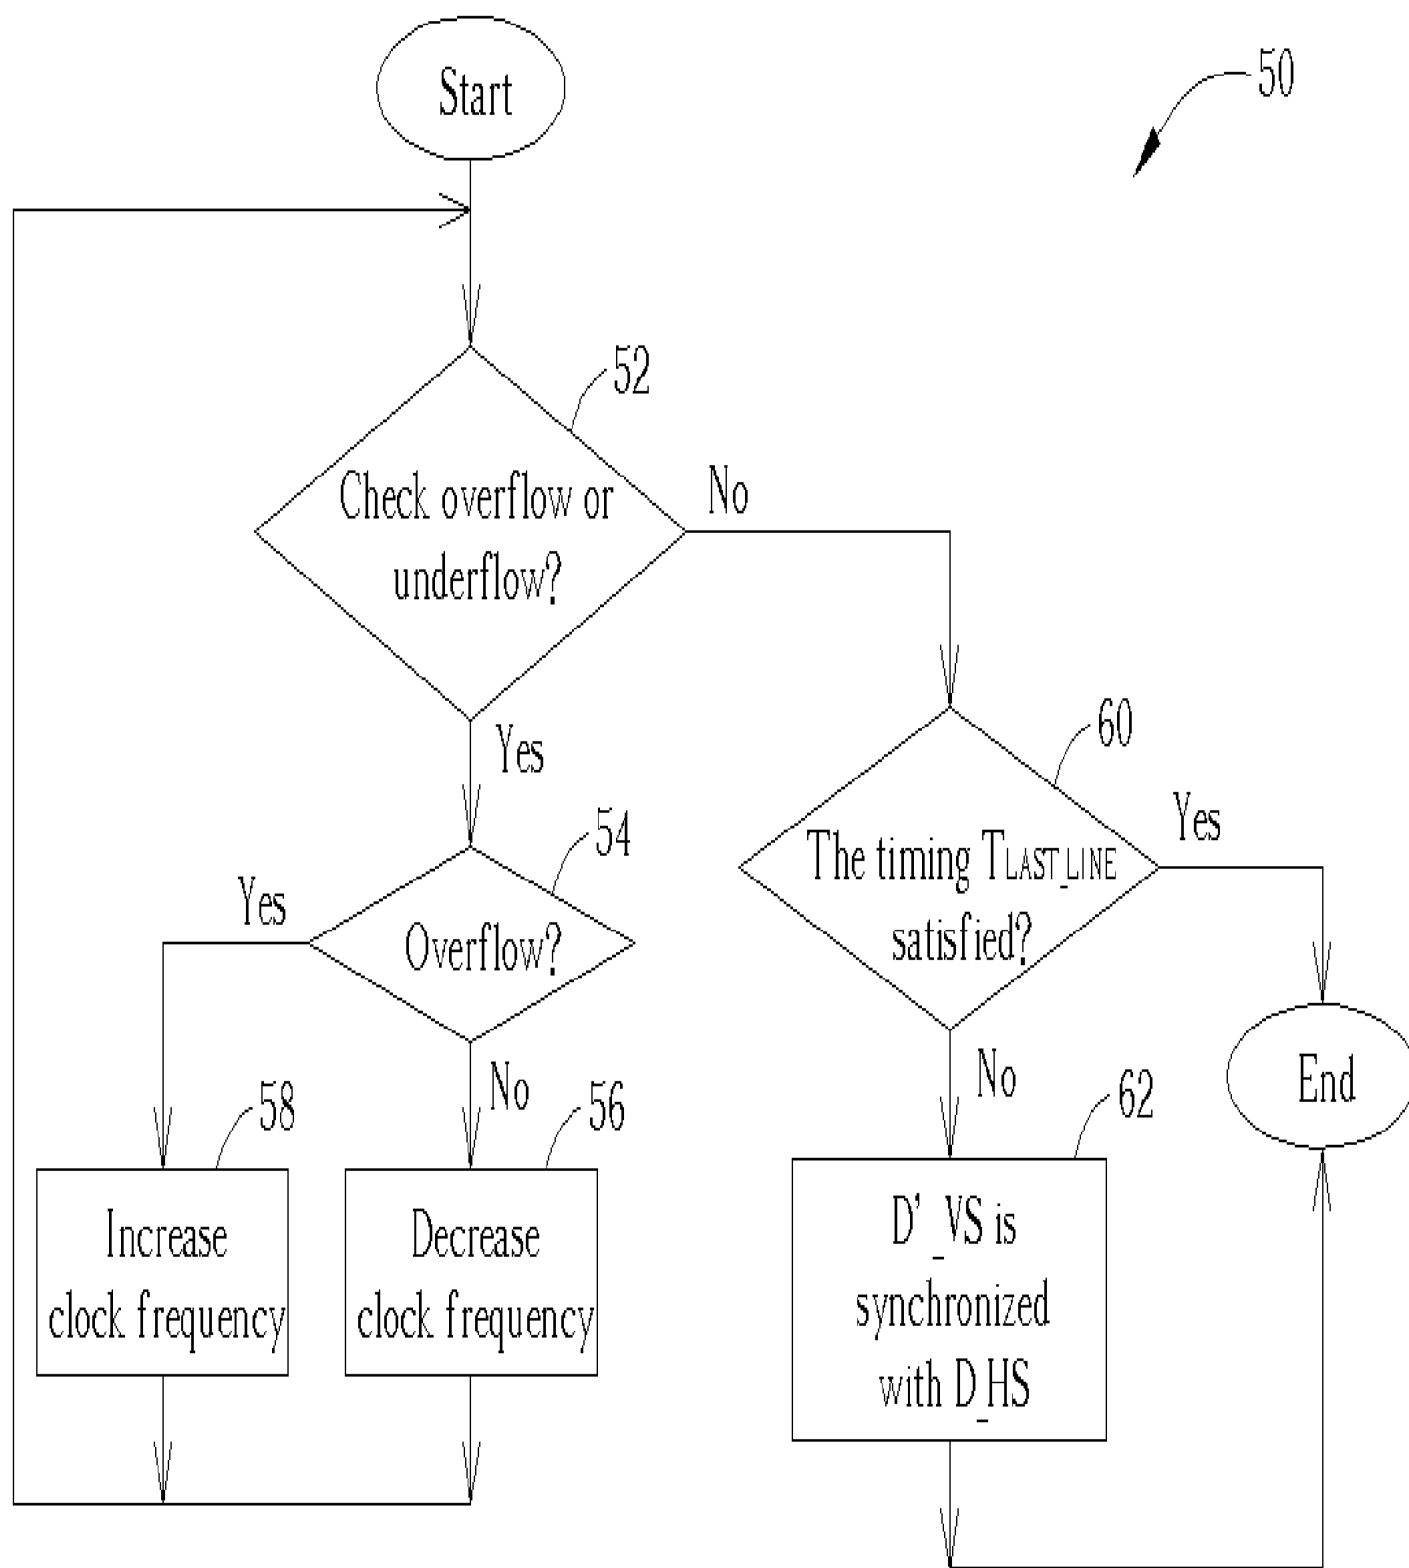 Start
50
52
Check overflow or
underflow?
No
Yes
60
The timing TLAST_LINE
satisfied?
Yes
54
Overflow?
Yes
No
End
58
Increase
clock frequency
56
Decrease
clock frequency
No
62
D'_VS is
synchronized
with D_HS